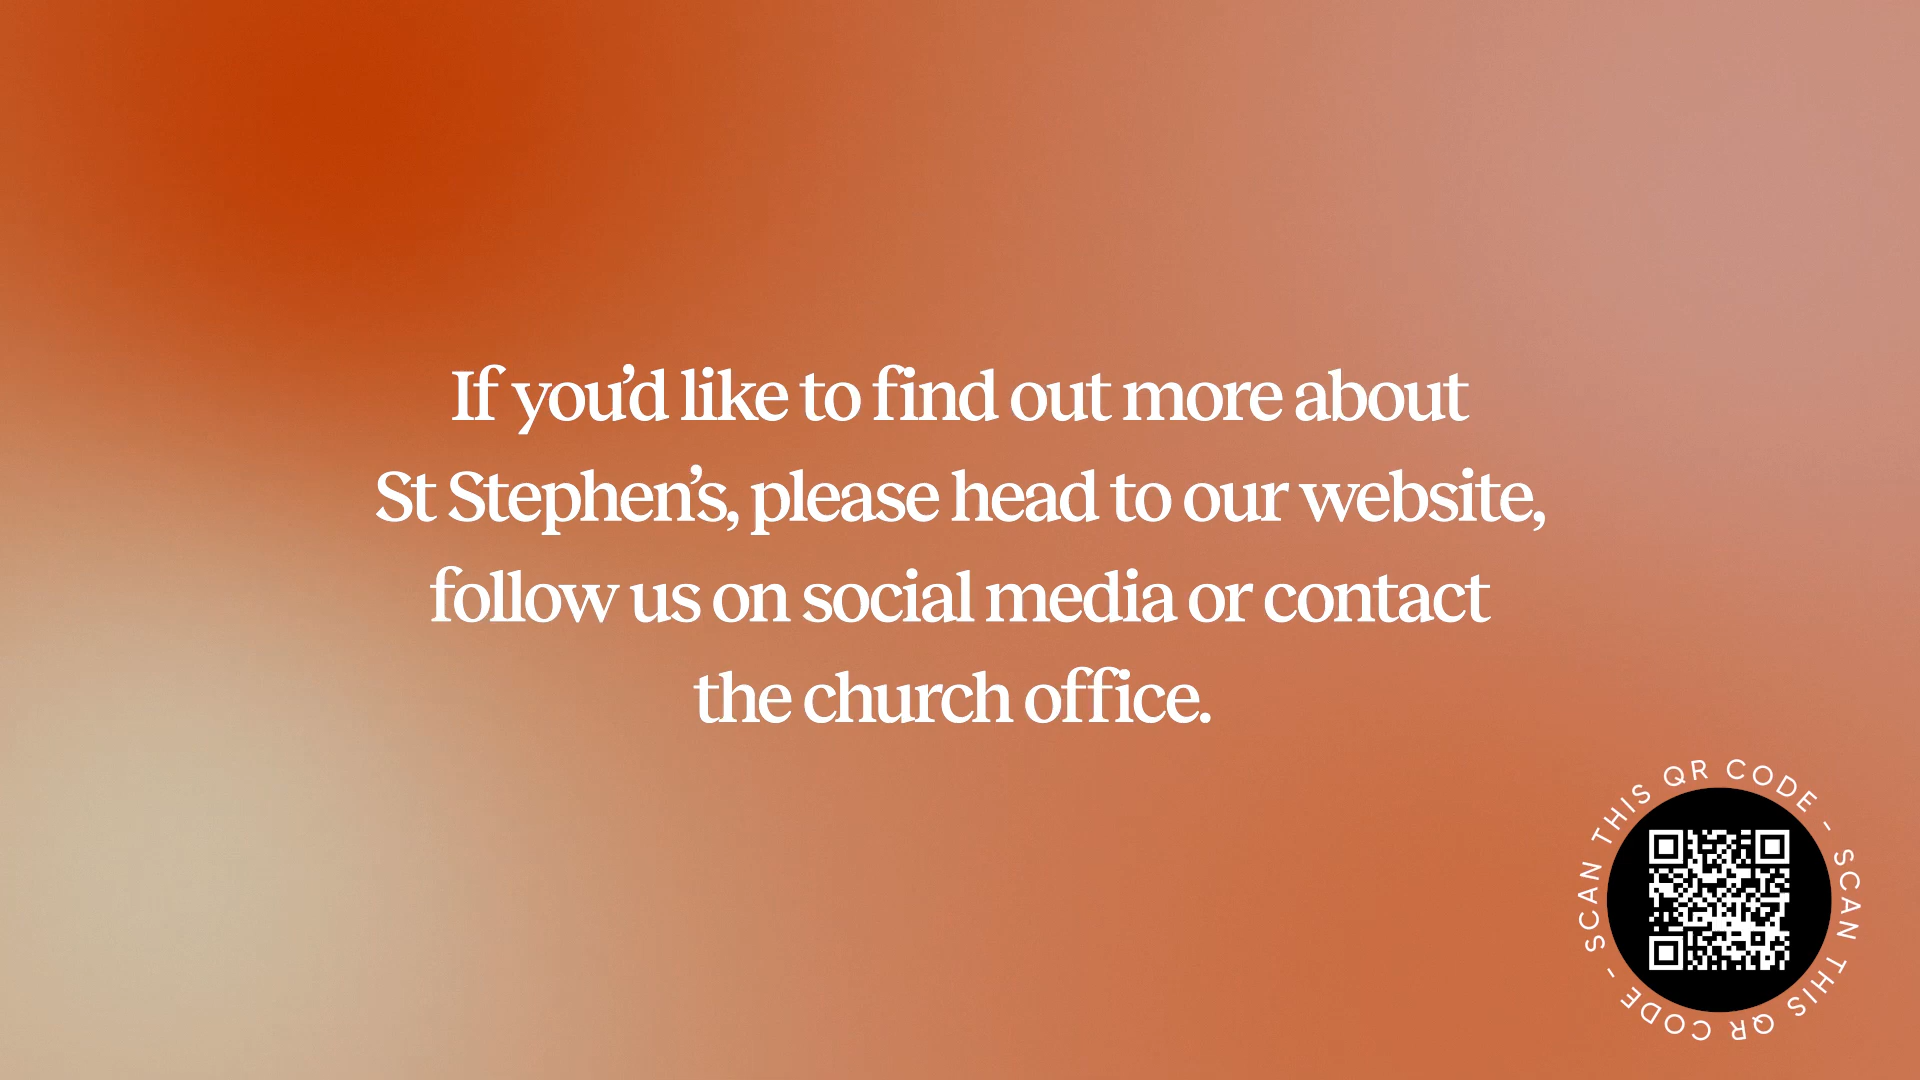 If you’d like to find out more about
St Stephen’s, please head to our website,
follow us on social media or contact
the church office.
SCAN THIS QR CODE - SCAN THIS QR CODE -